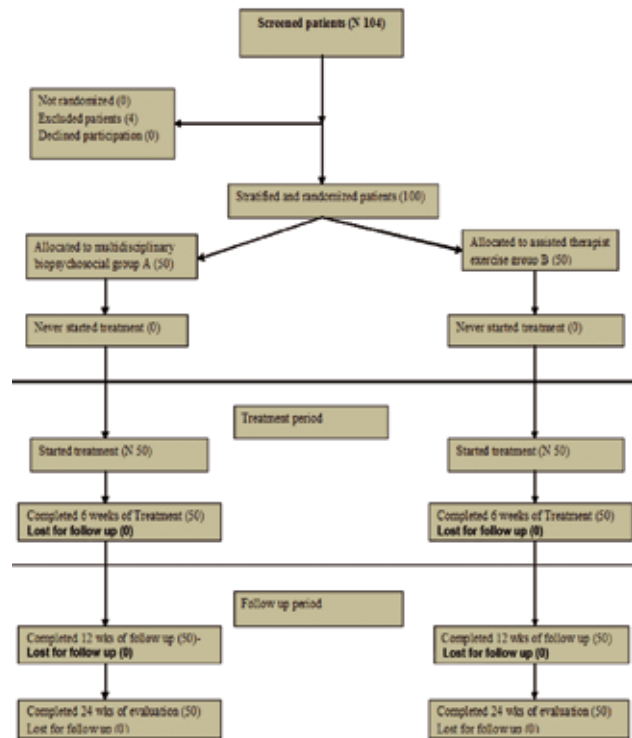 Screened patients (N 104)
Not randomized (0)
Excluded patients (4)
Declined participation (0)
Stratified and randomized patients (100)
Allocated to multidisciplinary
biopsychosocial group A (50)
Allocated to assisted therapist
exercise group B (50)
Never started treatment (0)
Never started treatment (0)
Treatment period
Started treatment (N 50)
Started treatment (N 50)
Completed 6 weeks of Treatment (50)
Lost for follow up (0)
Completed 6 weeks of Treatment (50)
Lost for follow up (0)
Follow up period
Completed 12 wks of follow up (50)-
Lost for follow up (0)
Completed 12 wks of follow up (50)
Lost for follow up (0)
Completed 24 wks of evaluation (50)
Lost for follow up (0)
Completed 24 wks of evaluation (50)
Lost for follow up (0)